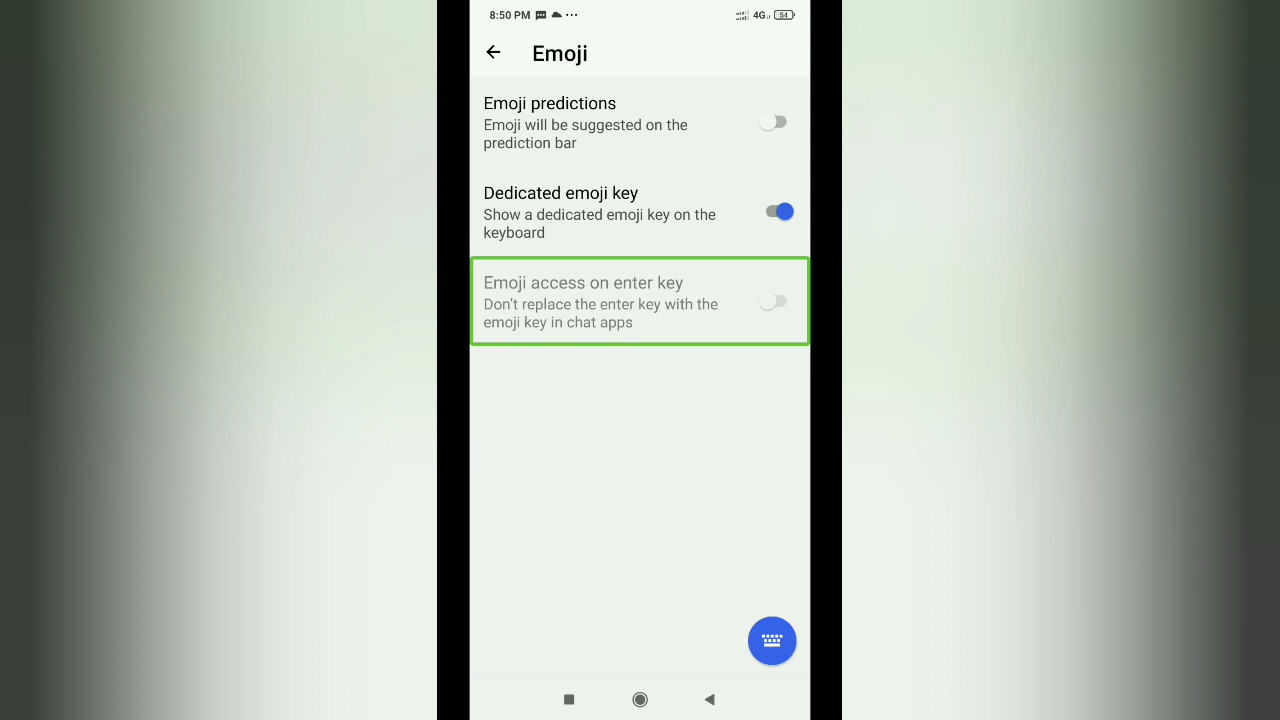 8:50 PM ··· 4G 54
Emoji
Emoji predictions
Emoji will be suggested on the
prediction bar
Dedicated emoji key
Show a dedicated emoji key on the
keyboard
Emoji access on enter key
Don't replace the enter key with the
emoji key in chat apps